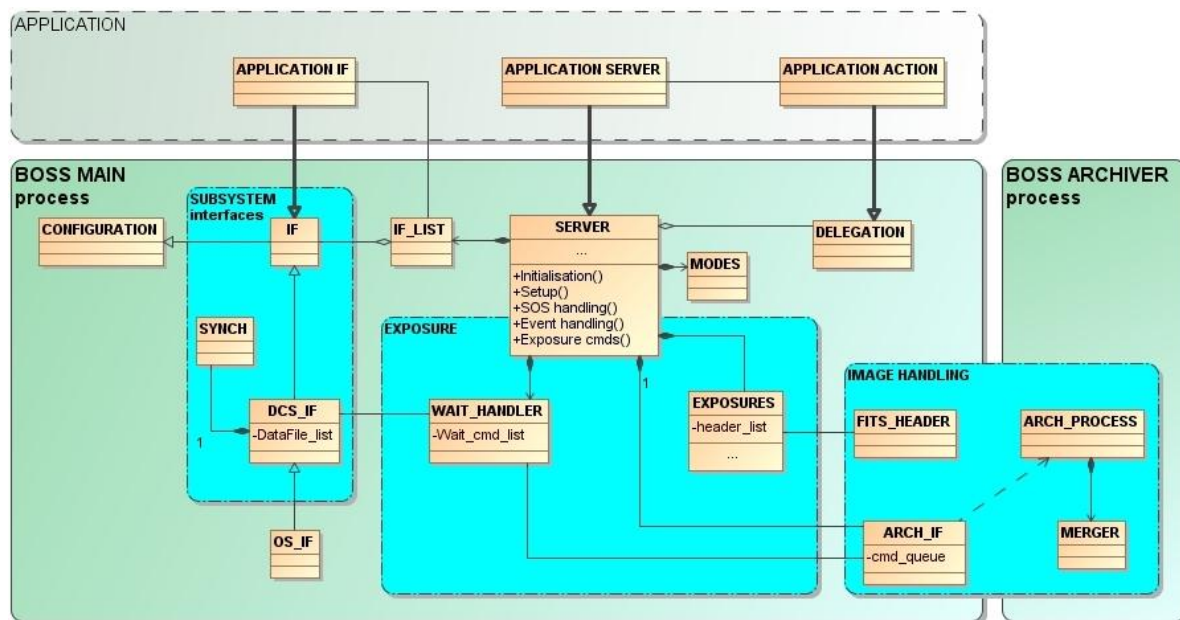 APPLICATION
APPLICATION IF
APPLICATION SERVER
APPLICATION ACTION
BOSS MAIN
process
BOSS ARCHIVER
process
SUBSYSTEM
interfaces
CONFIGURATION
IF
IF_LIST
SERVER
...
+Initialisation()
+Setup()
+SOS handling()
+Event handling()
+Exposure cmds()
DELEGATION
MODES
SYNCH
EXPOSURE
1
IMAGE HANDLING
DCS_IF
-DataFile_list
1
WAIT_HANDLER
-Wait_cmd_list
EXPOSURES
-header_list
...
FITS_HEADER
ARCH_PROCESS
OS_IF
ARCH_IF
-cmd_queue
MERGER